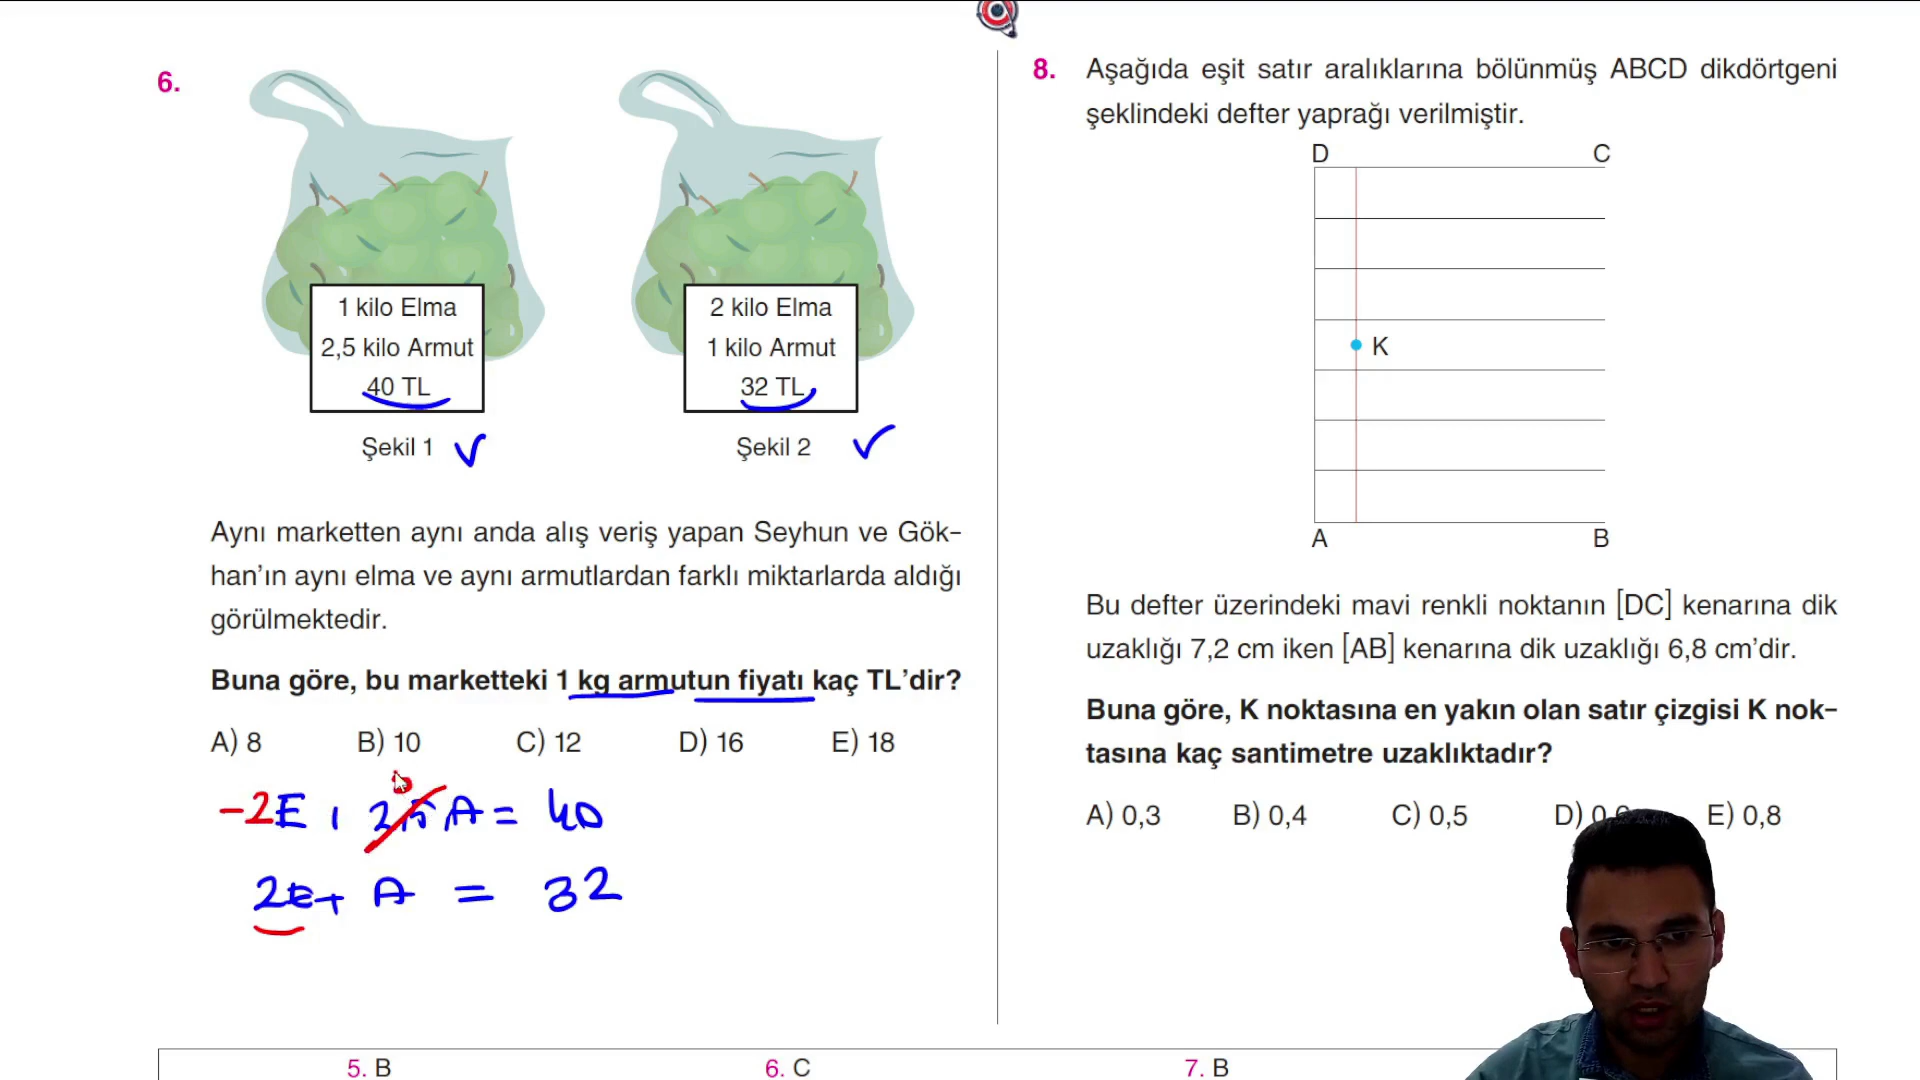 6.
1 kilo Elma
2,5 kilo Armut
40 TL
Şekil 1
2 kilo Elma
1 kilo Armut
32 TL
Şekil 2
Aynı marketten aynı anda alış veriş yapan Seyhun ve Gök-
han’ın aynı elma ve aynı armutlardan farklı miktarlarda aldığı
görülmektedir.
Buna göre, bu marketteki 1 kg armutun fiyatı kaç TL’dir?
A) 8 B) 10 C) 12 D) 16 E) 18
-2E A = 40
2E + A = 32
8. Aşağıda eşit satır aralıklarına bölünmüş ABCD dikdörtgeni
şeklindeki defter yaprağı verilmiştir.
D C
K
A B
Bu defter üzerindeki mavi renkli noktanın [DC] kenarına dik
uzaklığı 7,2 cm iken [AB] kenarına dik uzaklığı 6,8 cm’dir.
Buna göre, K noktasına en yakın olan satır çizgisi K nok-
tasına kaç santimetre uzaklıktadır?
A) 0,3 B) 0,4 C) 0,5 D) E) 0,8
5. B 6. C 7. B